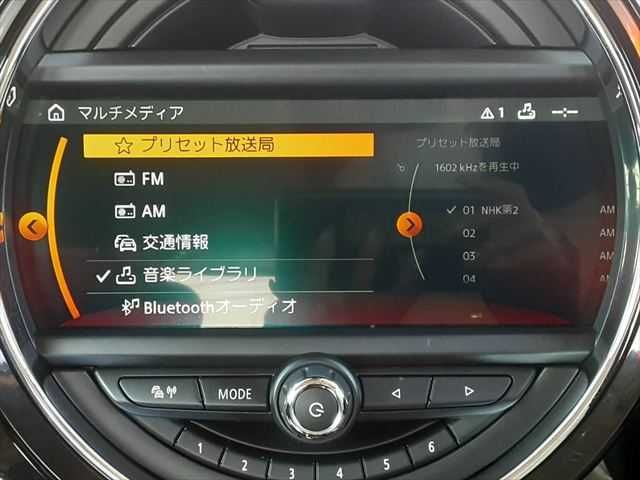 マルチメディア
1
プリセット放送局
FM
AM
交通情報
音楽ライブラリ
Bluetoothオーディオ
プリセット放送局
1602 kHzを再生中
01 NHK第2 AM
02 AM
03 AM
04 AM
MODE
1 2 3 4 5 6